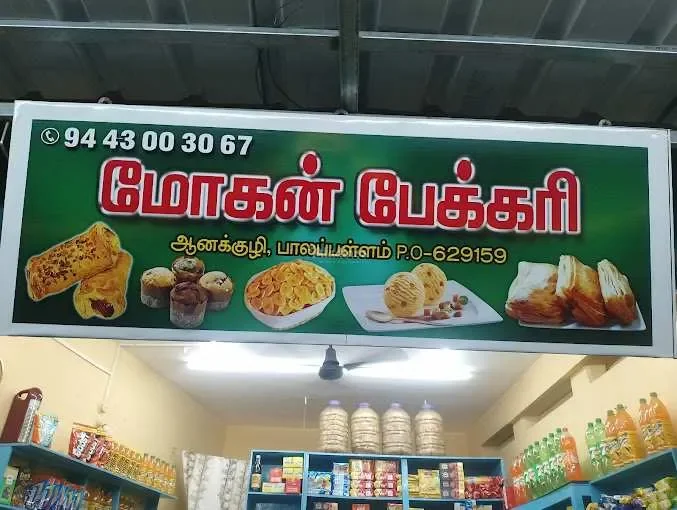 94 43 00 30 67
மோகன் பேக்கரி
ஆனக்குழி, பாலப்பள்ளம் P.O-629159